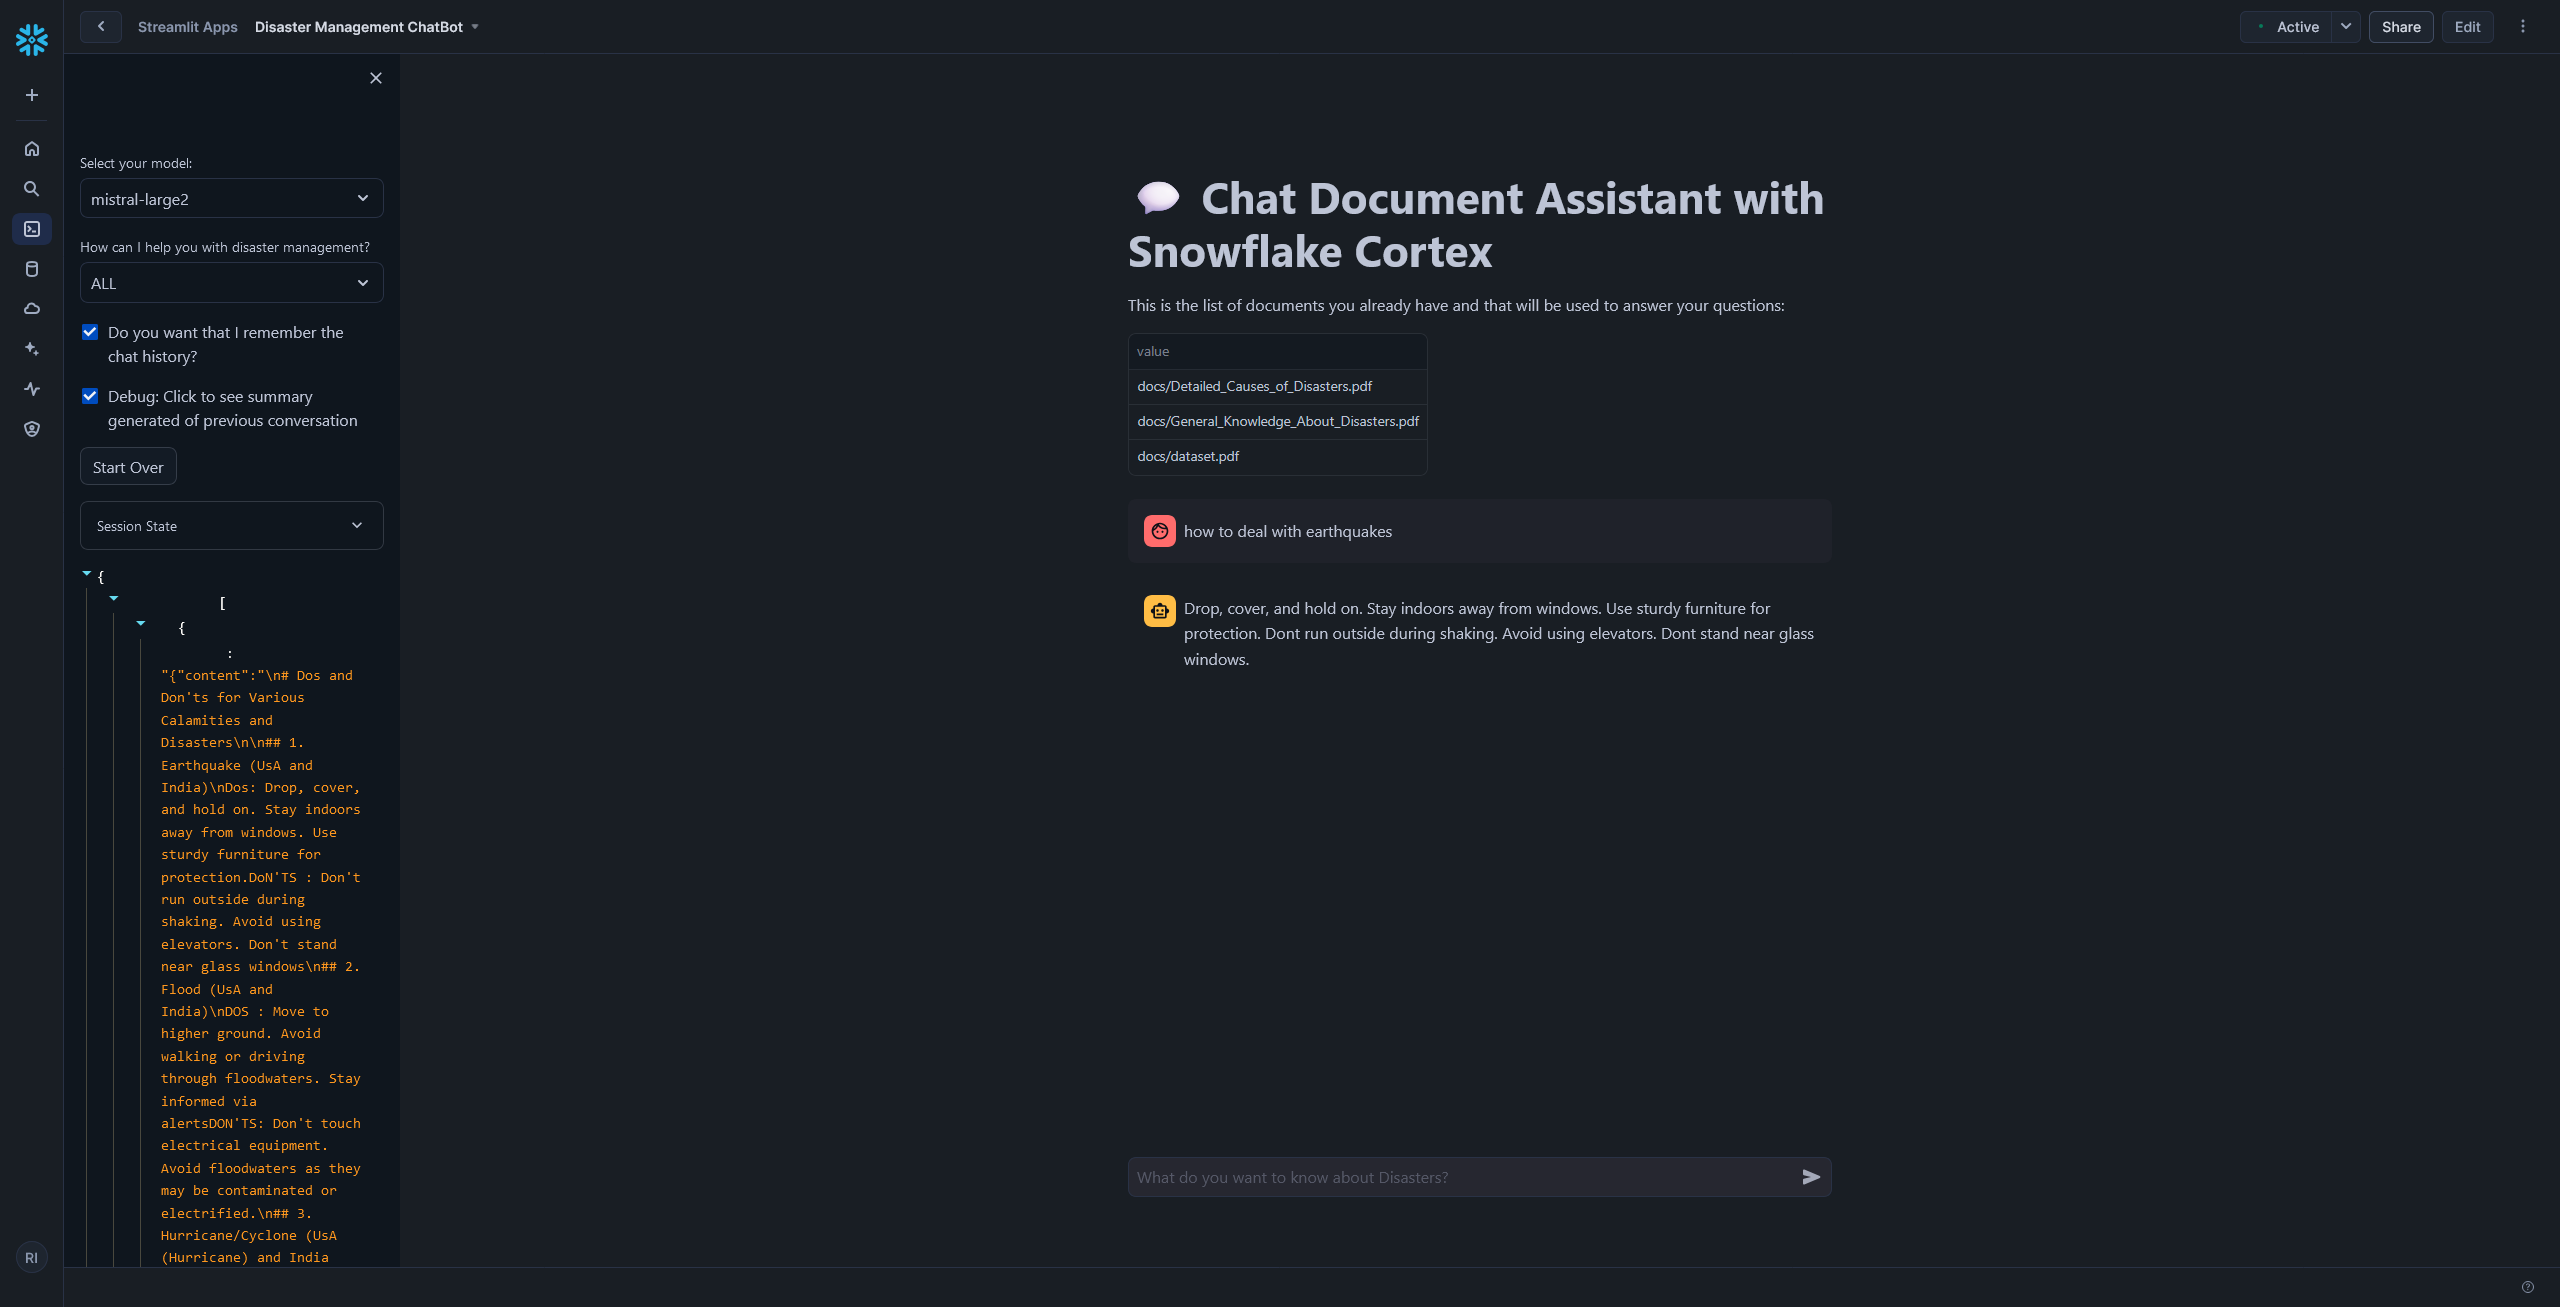 Streamlit Apps Disaster Management ChatBot
Active
Share
Edit
Select your model:
mistral-large2
How can I help you with disaster management?
ALL
Do you want that I remember the
chat history?
Debug: Click to see summary
generated of previous conversation
Start Over
Session State
{
[
{
:
"{"content":"\n# Dos and
Don'ts for Various
Calamities and
Disasters\n\n## 1.
Earthquake (UsA and
India)\nDos: Drop, cover,
and hold on. Stay indoors
away from windows. Use
sturdy furniture for
protection.DoN'TS : Don't
run outside during
shaking. Avoid using
elevators. Don't stand
near glass windows\n## 2.
Flood (UsA and
India)\nDOS : Move to
higher ground. Avoid
walking or driving
through floodwaters. Stay
informed via
alertsDON'TS: Don't touch
electrical equipment.
Avoid floodwaters as they
may be contaminated or
electrified.\n## 3.
Hurricane/Cyclone (UsA
(Hurricane) and India
RI
Chat Document Assistant with
Snowflake Cortex
This is the list of documents you already have and that will be used to answer your questions:
value
docs/Detailed_Causes_of_Disasters.pdf
docs/General_Knowledge_About_Disasters.pdf
docs/dataset.pdf
how to deal with earthquakes
Drop, cover, and hold on. Stay indoors away from windows. Use sturdy furniture for
protection. Dont run outside during shaking. Avoid using elevators. Dont stand near glass
windows.
What do you want to know about Disasters?